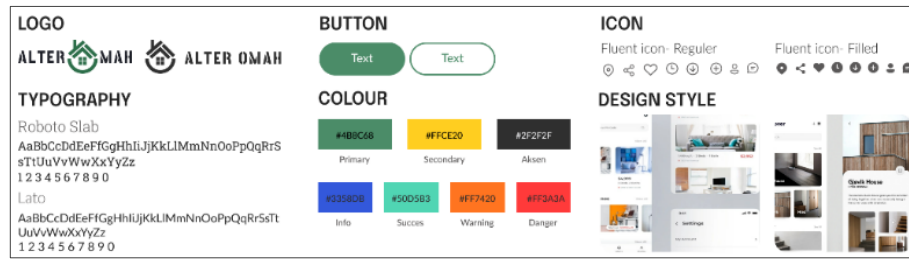 LOGO
ALTER MAH
ALTER OMAH
TYPOGRAPHY
Roboto Slab
AaBbCcDdEeFfGgHhIiJjKkLlMmNnOoPpQqRrS
sTtUuVvWwXxYyZz
1 2 3 4 5 6 7 8 9 0
Lato
AaBbCcDdEeFfGgHhIiJjKkLlMmNnOoPpQqRrSsTt
UuVvWwXxYyZz
1 2 3 4 5 6 7 8 9 0
BUTTON
Text
Text
COLOUR
#4B8C68
#FFCE20
#2F2F2F
Primary
Secondary
Aksen
#3358DB
#50D5B3
#FF7420
#FF3A3A
Info
Succes
Warning
Danger
ICON
Fluent icon- Reguler
Fluent icon- Filled
DESIGN STYLE
Settings
House